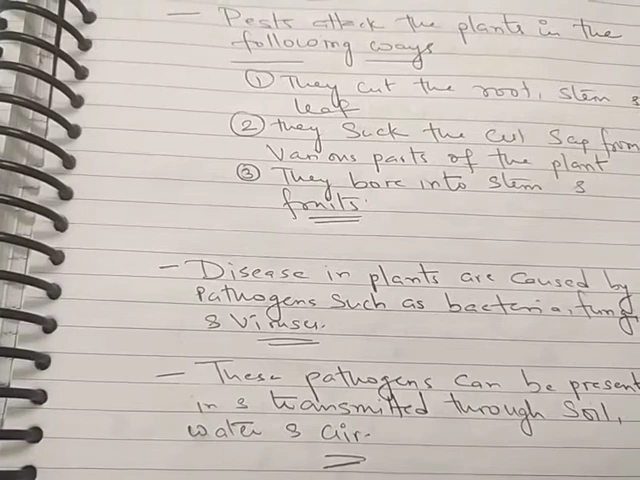 - Pests attack the plants in the
following ways
① They cut the root, stem &
leaf
② they Suck the cell Sap from
Various parts of the plant
③ They bore into stem &
fruits.
- Disease in plants are caused by
pathogens such as bacteria, fungi
& Viruses.
- These pathogens can be present
in & transmitted through Soil,
water & air.